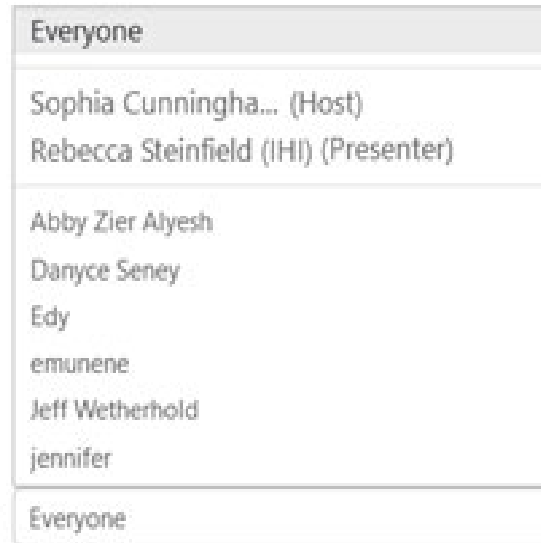 Everyone
Sophia Cunningha... (Host)
Rebecca Steinfield (IHI) (Presenter)
Abby Zier Alyesh
Danyce Seney
Edy
emunene
Jeff Wetherhold
jennifer
Everyone